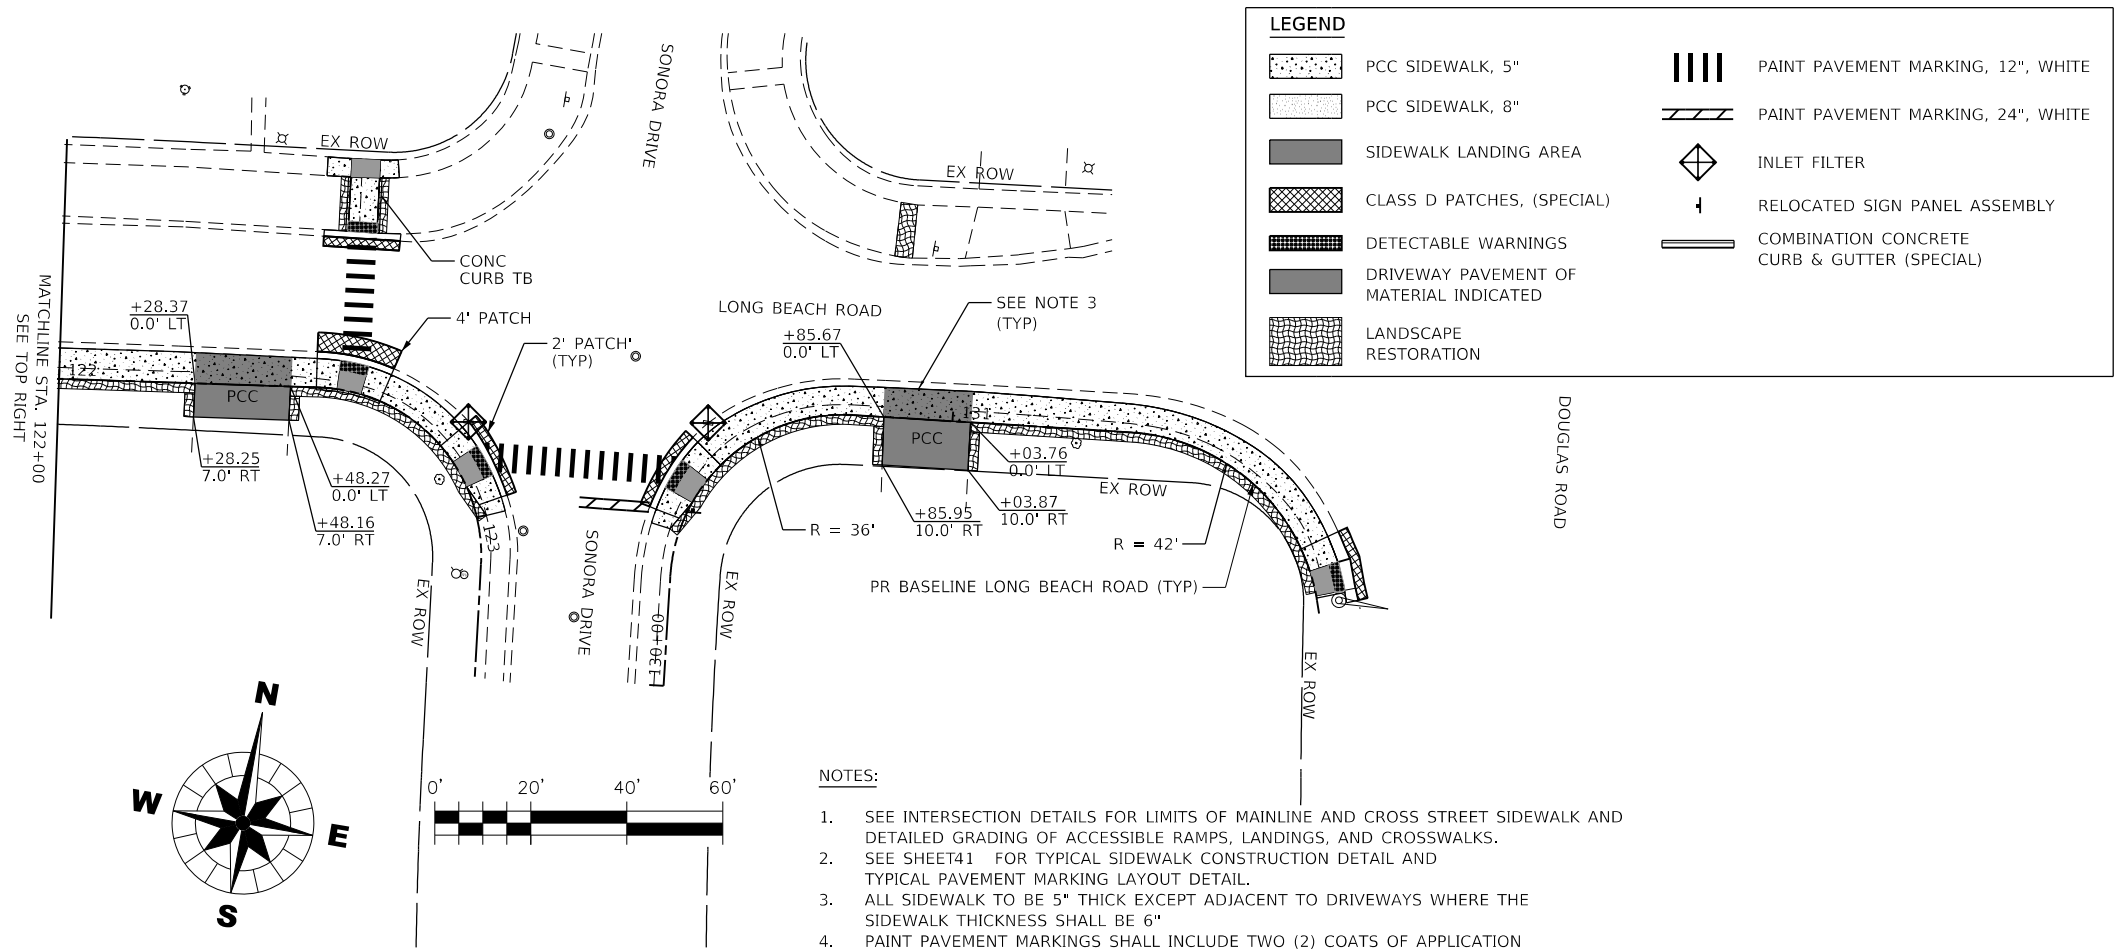 LEGEND
PCC SIDEWALK, 5"
PCC SIDEWALK, 8"
SIDEWALK LANDING AREA
CLASS D PATCHES, (SPECIAL)
DETECTABLE WARNINGS
DRIVEWAY PAVEMENT OF
MATERIAL INDICATED
LANDSCAPE
RESTORATION
PAINT PAVEMENT MARKING, 12", WHITE
PAINT PAVEMENT MARKING, 24", WHITE
INLET FILTER
RELOCATED SIGN PANEL ASSEMBLY
COMBINATION CONCRETE
CURB & GUTTER (SPECIAL)
SONORA DRIVE
EX ROW
EX ROW
CONC
CURB TB
MATCHLINE STA. 122+00
SEE TOP RIGHT
+28.37
0.0' LT
4' PATCH
2' PATCH'
(TYP)
LONG BEACH ROAD
+85.67
0.0' LT
SEE NOTE 3
(TYP)
122
PCC
+28.25
7.0' RT
+48.27
0.0' LT
+48.16
7.0' RT
123
131
PCC
+03.76
0.0' LT
EX ROW
+03.87
10.0' RT
+85.95
10.0' RT
R = 36'
R = 42'
PR BASELINE LONG BEACH ROAD (TYP)
DOUGLAS ROAD
EX ROW
SONORA DRIVE
130+00
EX ROW
EX ROW
N
W
E
S
0'
20'
40'
60'
NOTES:
1. SEE INTERSECTION DETAILS FOR LIMITS OF MAINLINE AND CROSS STREET SIDEWALK AND
DETAILED GRADING OF ACCESSIBLE RAMPS, LANDINGS, AND CROSSWALKS.
2. SEE SHEET41 FOR TYPICAL SIDEWALK CONSTRUCTION DETAIL AND
TYPICAL PAVEMENT MARKING LAYOUT DETAIL.
3. ALL SIDEWALK TO BE 5" THICK EXCEPT ADJACENT TO DRIVEWAYS WHERE THE
SIDEWALK THICKNESS SHALL BE 6"
4. PAINT PAVEMENT MARKINGS SHALL INCLUDE TWO (2) COATS OF APPLICATION